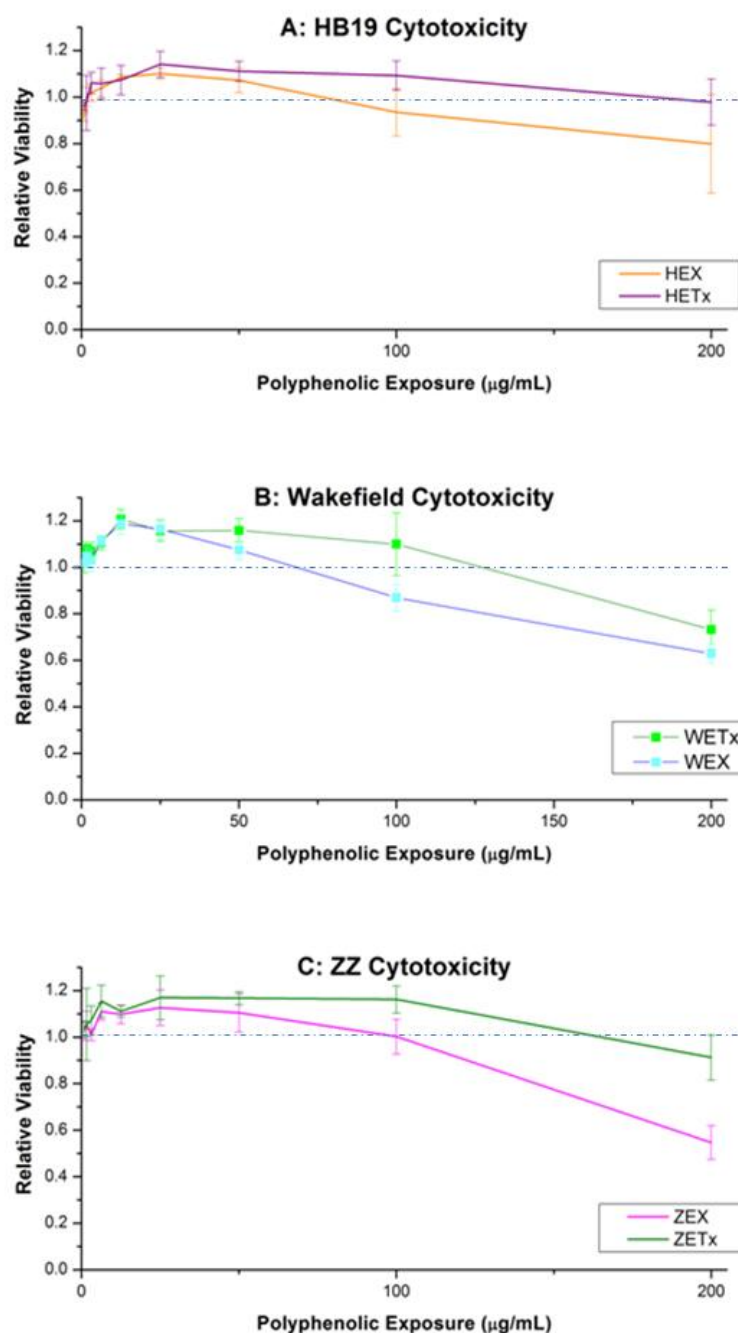 A: HB19 Cytotoxicity
Relative Viability
1.2
1.0
0.8
0.6
0.4
0.2
0.0
HEX
HETx
0
100
200
Polyphenolic Exposure (μg/mL)
B: Wakefield Cytotoxicity
Relative Viability
1.2
1.0
0.8
0.6
0.4
0.2
0.0
WETx
WEX
0
50
100
150
200
Polyphenolic Exposure (μg/mL)
C: ZZ Cytotoxicity
Relative Viability
1.2
1.0
0.8
0.6
0.4
0.2
0.0
ZEX
ZETx
0
100
200
Polyphenolic Exposure (μg/mL)